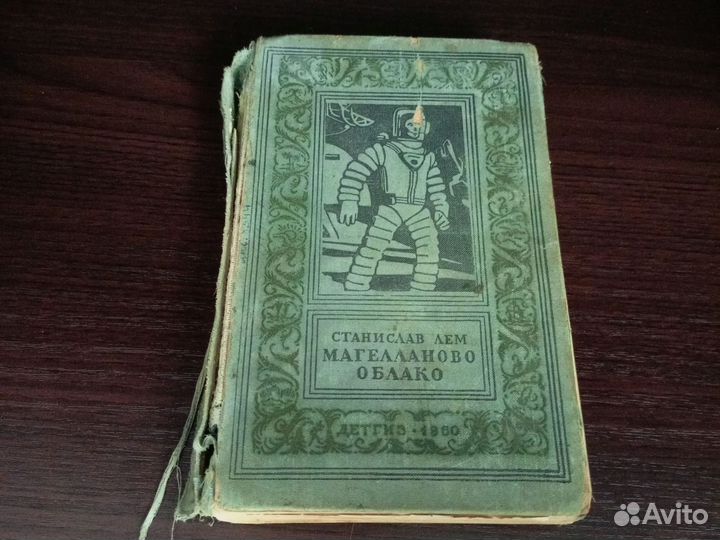 СТАНИСЛАВ ЛЕМ
МАГЕЛЛАНОВО
ОБЛАКО
ДЕТГИЗ · 1960
Avito